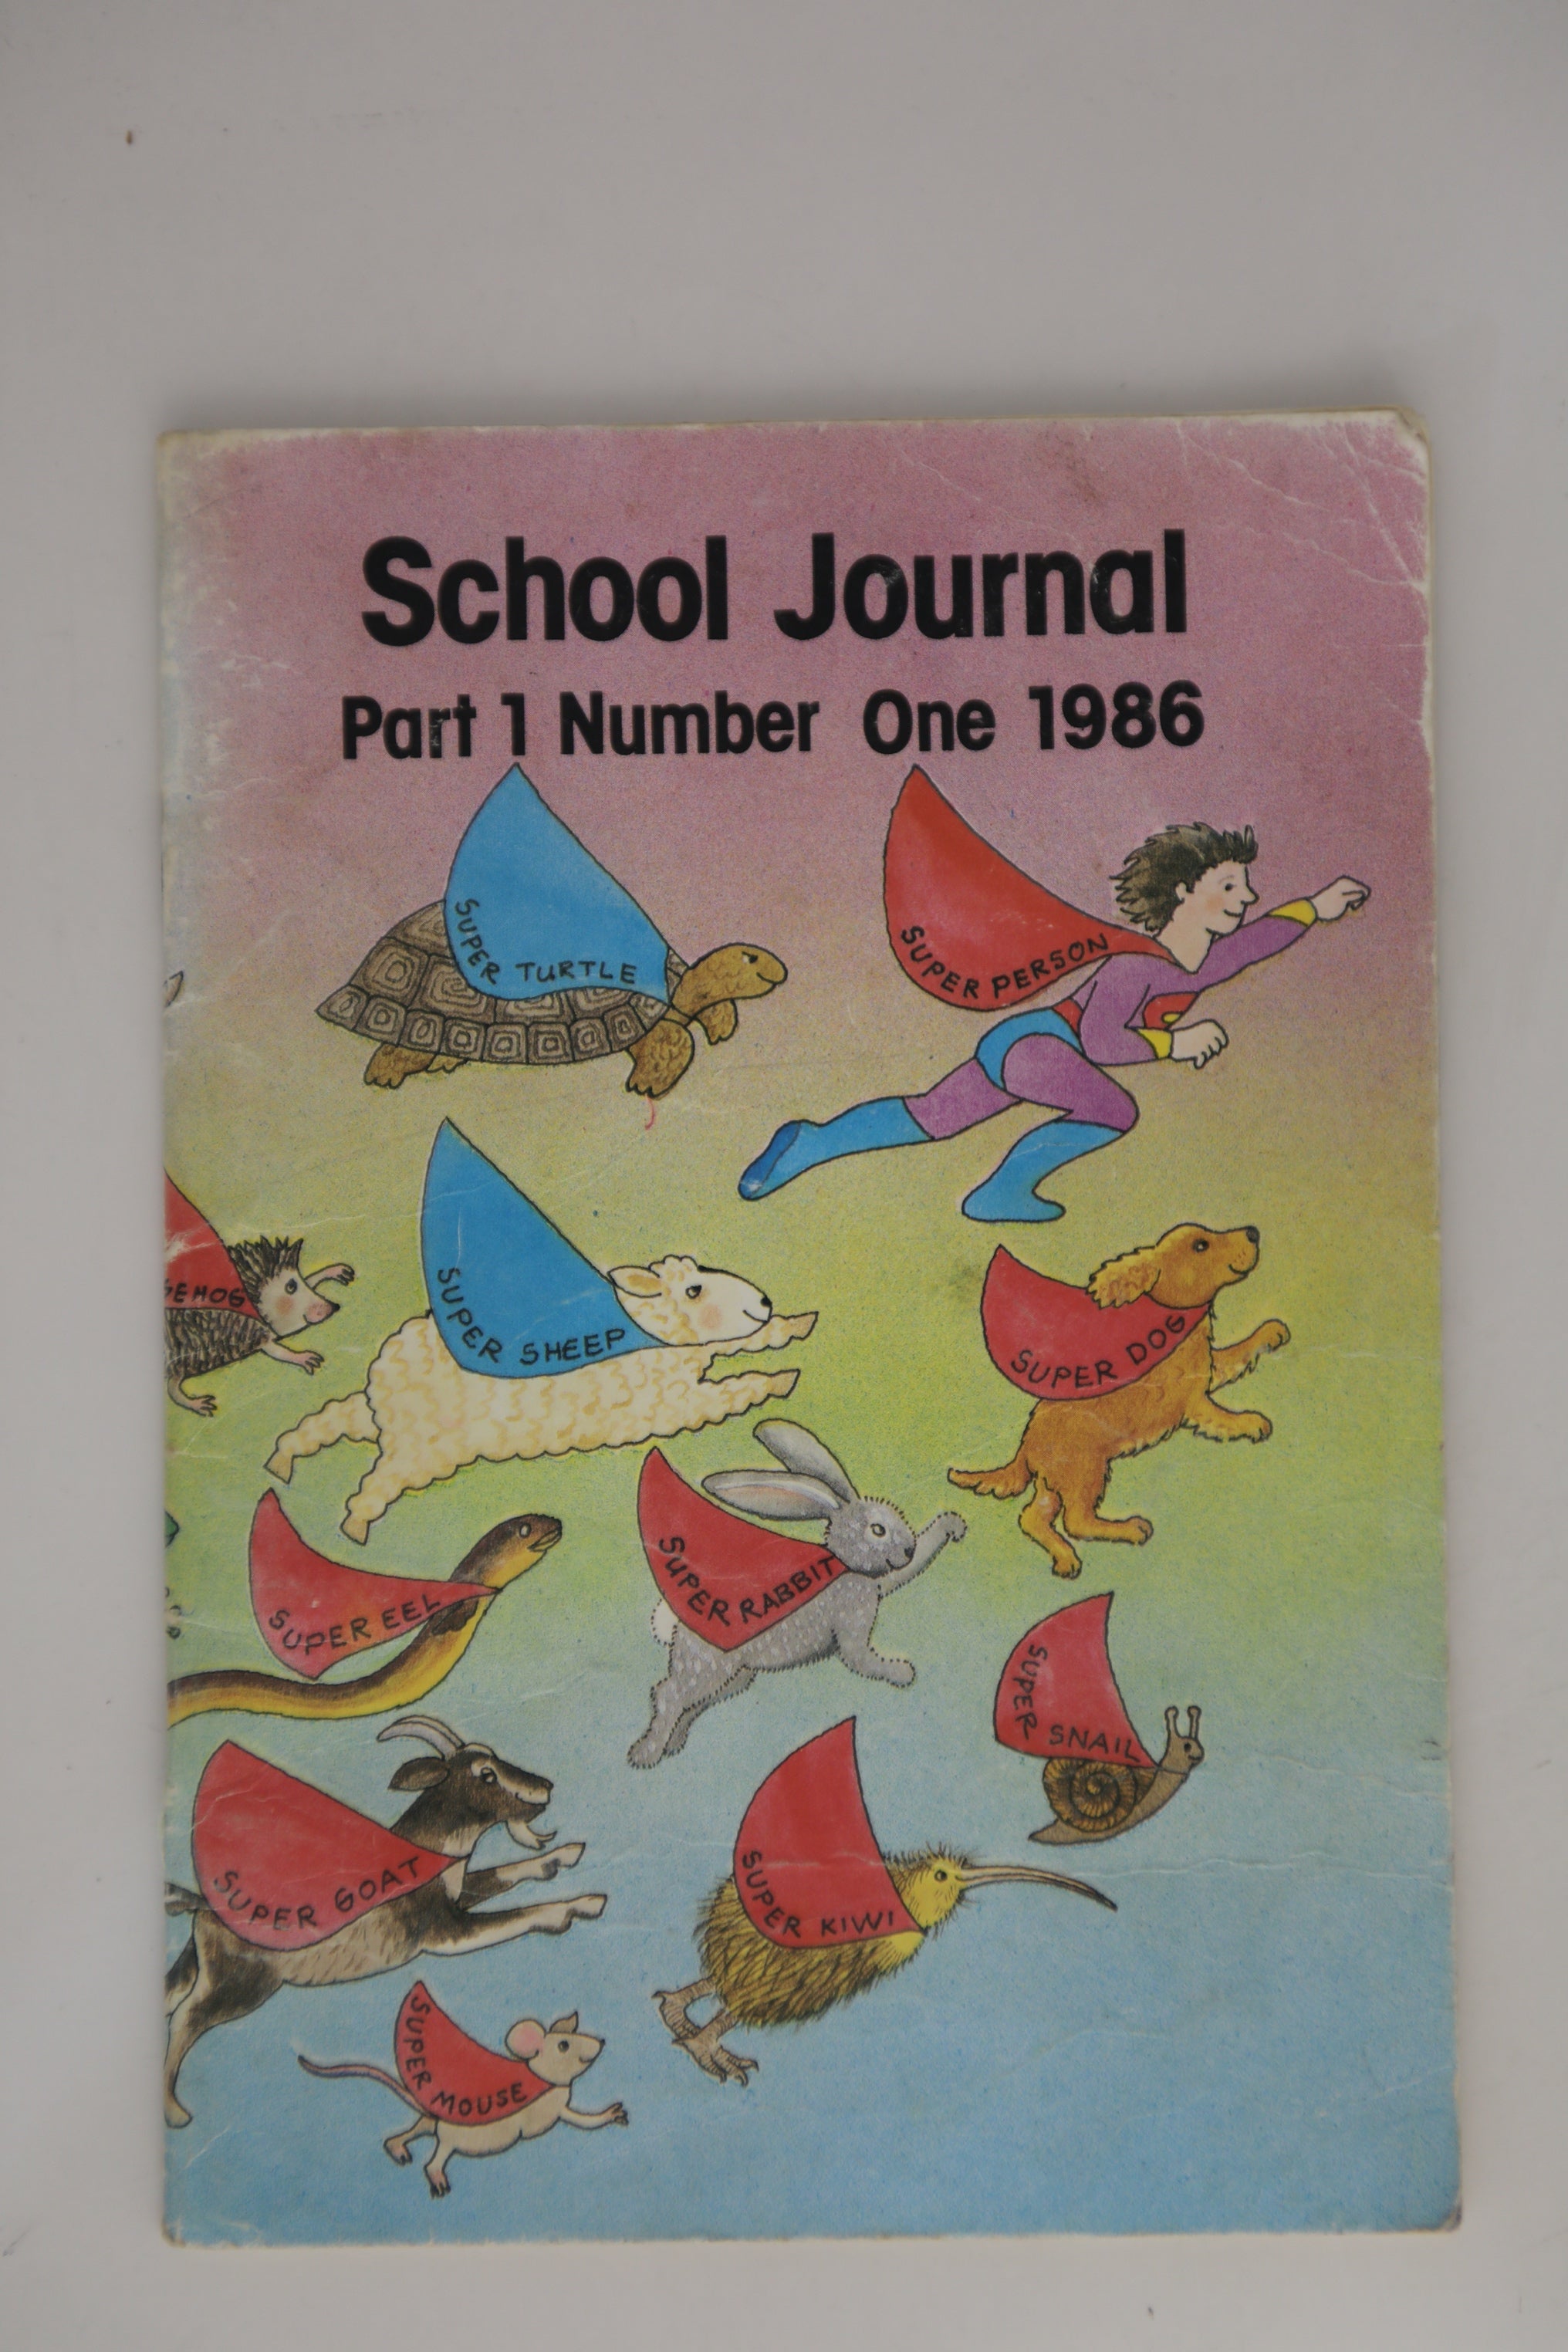 School Journal
Part 1 Number One 1986
SUPER TURTLE
SUPER PERSON
GEHOG
SUPER SHEEP
SUPER DOG
SUPER EEL
SUPER RABBIT
SUPER SNAIL
SUPER GOAT
SUPER KIWI
SUPER MOUSE